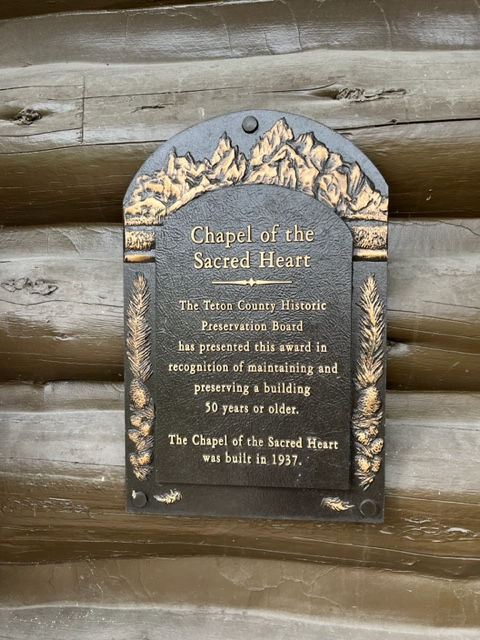 Chapel of the
Sacred Heart
The Teton County Historic
Preservation Board
has presented this award in
recognition of maintaining and
preserving a building
50 years or older.
The Chapel of the Sacred Heart
was built in 1937.